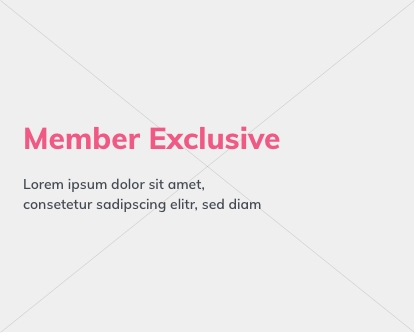 Member Exclusive
Lorem ipsum dolor sit amet,
consetetur sadipscing elitr, sed diam